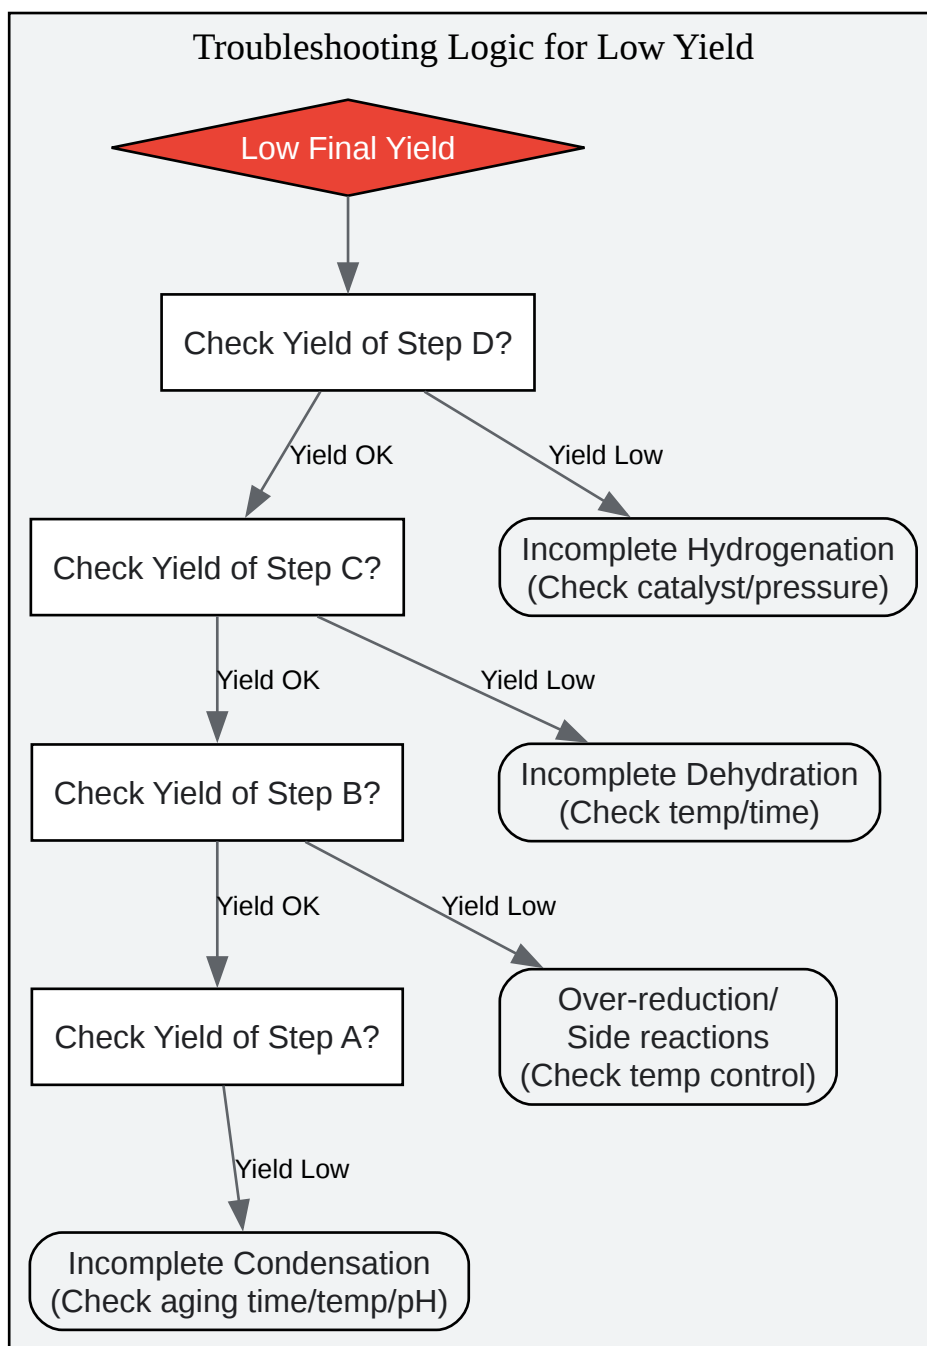 Troubleshooting Logic for Low Yield
Low Final Yield
Check Yield of Step D?
Yield OK
Yield Low
Check Yield of Step C?
Incomplete Hydrogenation
(Check catalyst/pressure)
Yield OK
Yield Low
Check Yield of Step B?
Incomplete Dehydration
(Check temp/time)
Yield OK
Yield Low
Check Yield of Step A?
Over-reduction/
Side reactions
(Check temp control)
Yield Low
Incomplete Condensation
(Check aging time/temp/pH)